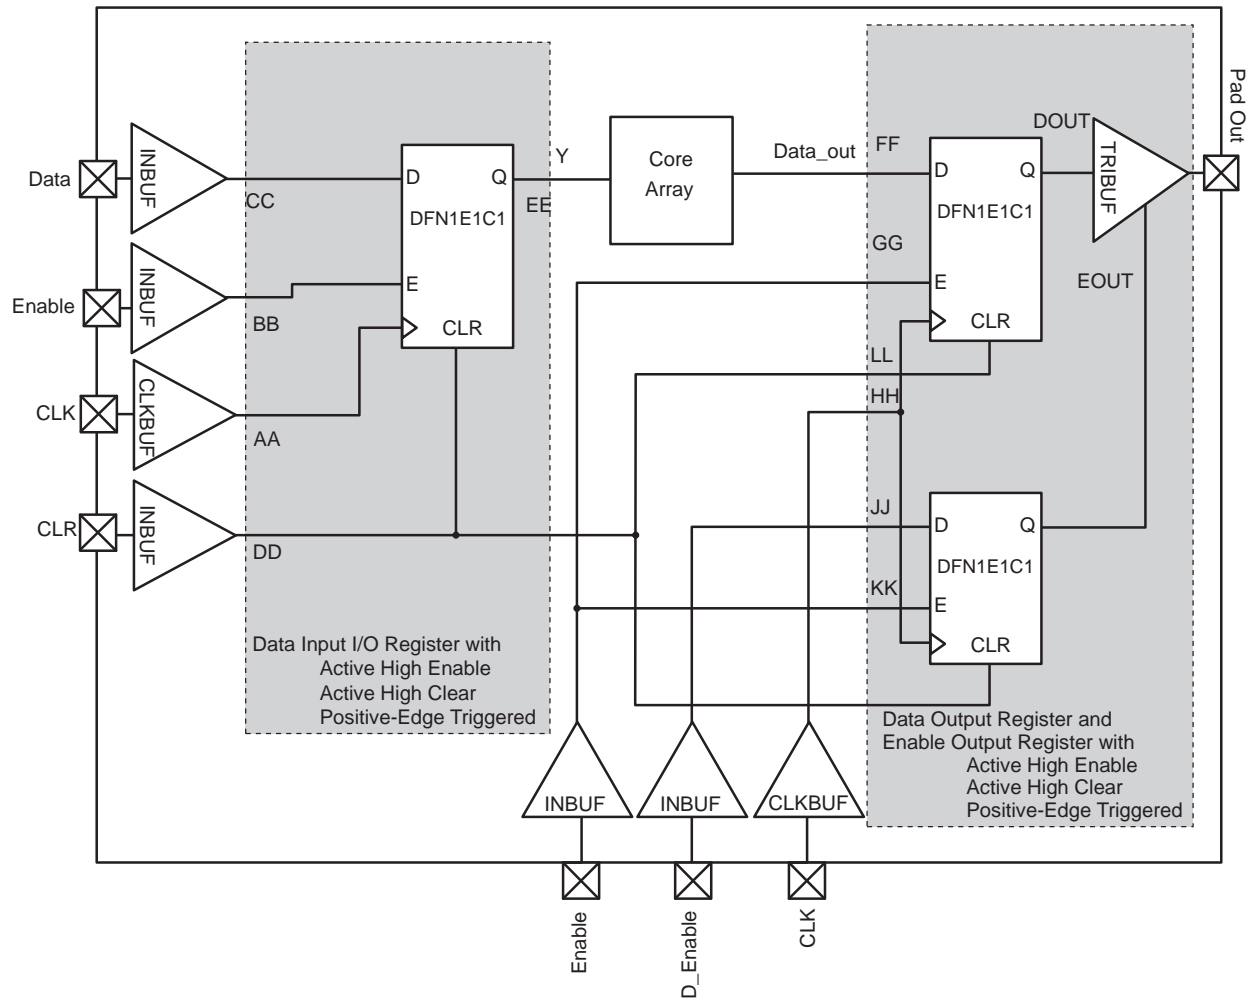 Data
INBUF
CC
D
Q
DFN1E1C1
E
CLR
Y
EE
Core
Array
Data_out
FF
D
Q
DFN1E1C1
E
CLR
GG
DOUT
TRIBUF
EOUT
Pad Out
Enable
INBUF
BB
CLK
CLKBUF
AA
CLR
INBUF
DD
LL
HH
JJ
KK
D
Q
DFN1E1C1
E
CLR
Data Input I/O Register with
Active High Enable
Active High Clear
Positive-Edge Triggered
Data Output Register and
Enable Output Register with
Active High Enable
Active High Clear
Positive-Edge Triggered
INBUF
INBUF
CLKBUF
Enable
D_Enable
CLK